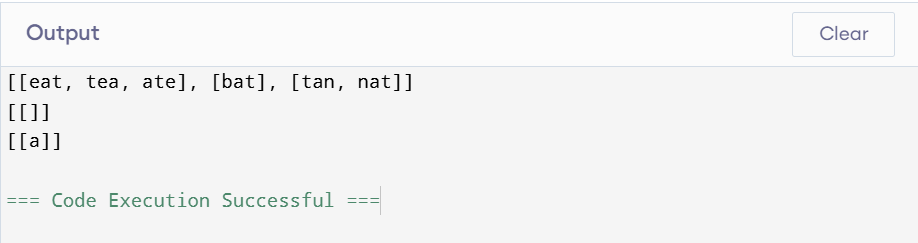 Output
Clear
[[eat, tea, ate], [bat], [tan, nat]]
[[]]
[[a]]
=== Code Execution Successful ===